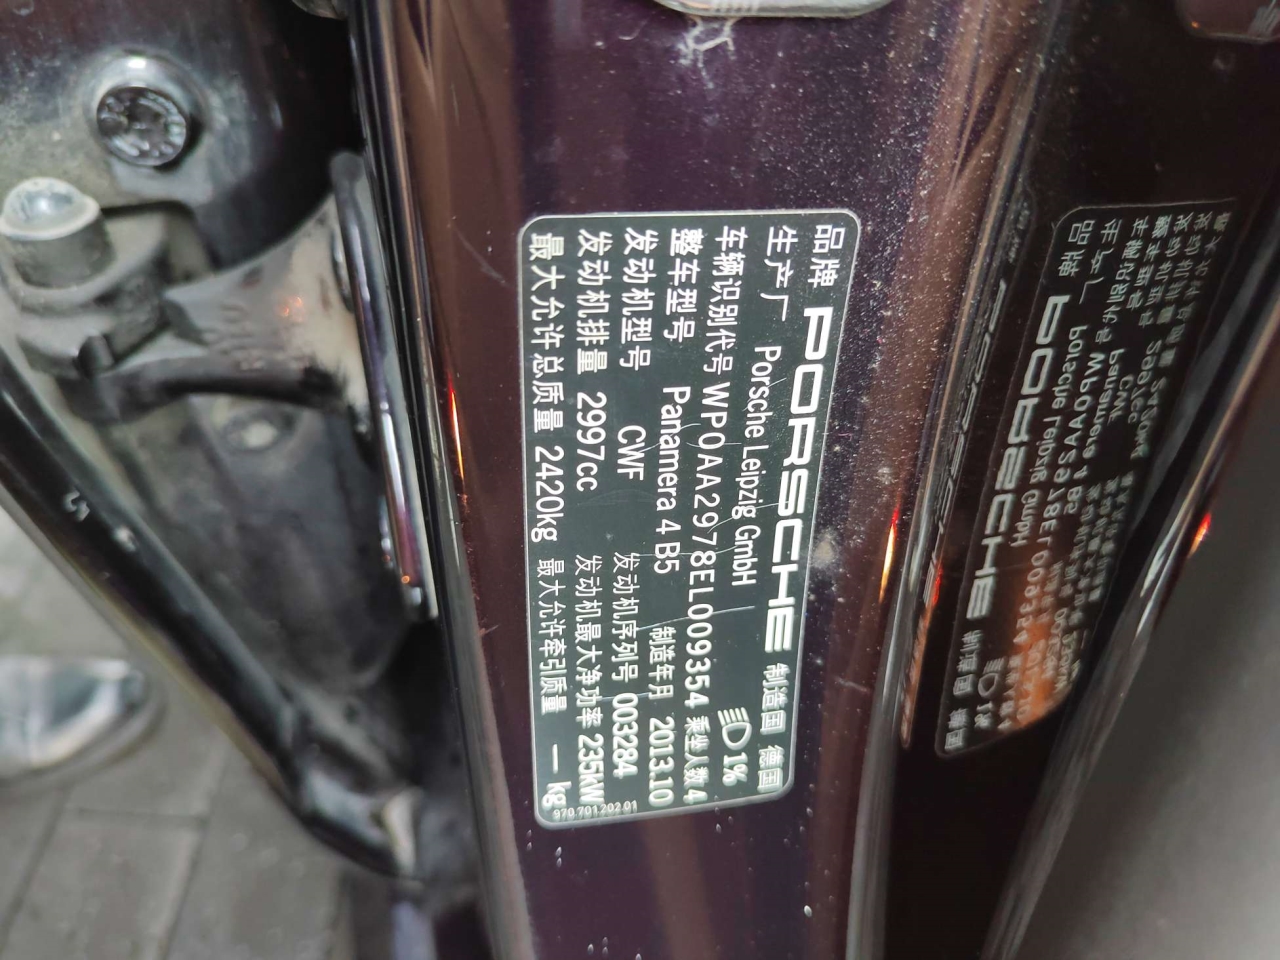 品牌 PORSCHE 制造国 德国
生产厂 Porsche Leipzig GmbH 1%
车辆识别代号 WP0AA2978EL009354 乘坐人数 4
整车型号 Panamera 4 B5 制造年月 2013.10
发动机型号 CWF 发动机序列号 003284
发动机排量 2997cc 发动机最大净功率 235kW
最大允许总质量 2420kg 最大允许牵引质量 — kg
970.701.202.01